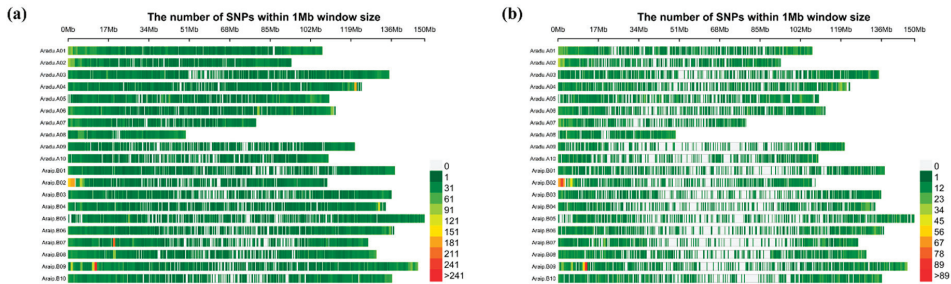 (a)
The number of SNPs within 1Mb window size
0Mb 17Mb 34Mb 51Mb 68Mb 85Mb 102Mb 119Mb 136Mb 150Mb
Aradu.A01
Aradu.A02
Aradu.A03
Aradu.A04
Aradu.A05
Aradu.A06
Aradu.A07
Aradu.A08
Aradu.A09
Aradu.A10
Araip.B01
Araip.B02
Araip.B03
Araip.B04
Araip.B05
Araip.B06
Araip.B07
Araip.B08
Araip.B09
Araip.B10
0
1
31
61
91
121
151
181
211
241
>241
(b)
The number of SNPs within 1Mb window size
0Mb 17Mb 34Mb 51Mb 68Mb 85Mb 102Mb 119Mb 136Mb 150Mb
Aradu.A01
Aradu.A02
Aradu.A03
Aradu.A04
Aradu.A05
Aradu.A06
Aradu.A07
Aradu.A08
Aradu.A09
Aradu.A10
Araip.B01
Araip.B02
Araip.B03
Araip.B04
Araip.B05
Araip.B06
Araip.B07
Araip.B08
Araip.B09
Araip.B10
0
1
12
23
34
45
56
67
78
89
>89